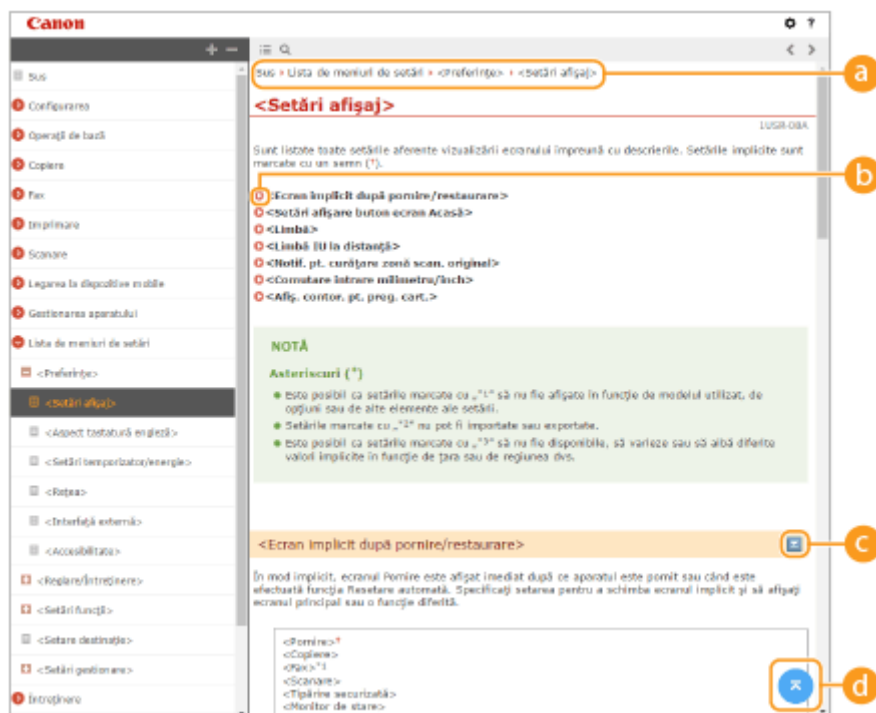 Canon
?
+ −
< >
Sus
Configurarea
Operații de bază
Copiere
Fax
Imprimare
Scanare
Legarea la dispozitive mobile
Gestionarea aparatului
Lista de meniuri de setări
<Preferințe>
<Setări afișaj>
<Aspect tastatură engleză>
<Setări temporizator/energie>
<Rețea>
<Interfață externă>
<Accesibilitate>
<Reglare/Întreținere>
<Setări funcții>
<Setare destinație>
<Setări gestionare>
Întreținere
Sus › Lista de meniuri de setări › <Preferințe> › <Setări afișaj>
<Setări afișaj>
1USR-08A
Sunt listate toate setările aferente vizualizării ecranului împreună cu descrierile. Setările implicite sunt
marcate cu un semn (†).
<Ecran implicit după pornire/restaurare>
<Setări afișare buton ecran Acasă>
<Limbă>
<Limbă IU la distanță>
<Notif. pt. curățare zonă scan. original>
<Comutare intrare milimetru/inch>
<Afiș. contor. pt. preg. cart.>
NOTĂ
Asteriscuri (*)
Este posibil ca setările marcate cu „*1” să nu fie afișate în funcție de modelul utilizat, de
opțiuni sau de alte elemente ale setării.
Setările marcate cu „*2” nu pot fi importate sau exportate.
Este posibil ca setările marcate cu „*3” să nu fie disponibile, să varieze sau să aibă diferite
valori implicite în funcție de țara sau de regiunea dvs.
<Ecran implicit după pornire/restaurare>
În mod implicit, ecranul Pornire este afișat imediat după ce aparatul este pornit sau când este
efectuată funcția Resetare automată. Specificați setarea pentru a schimba ecranul implicit și să afișați
ecranul principal sau o funcție diferită.
<Pornire>†
<Copiere>
<Fax>*1
<Scanare>
<Tipărire securizată>
<Monitor de stare>
a
b
c
d